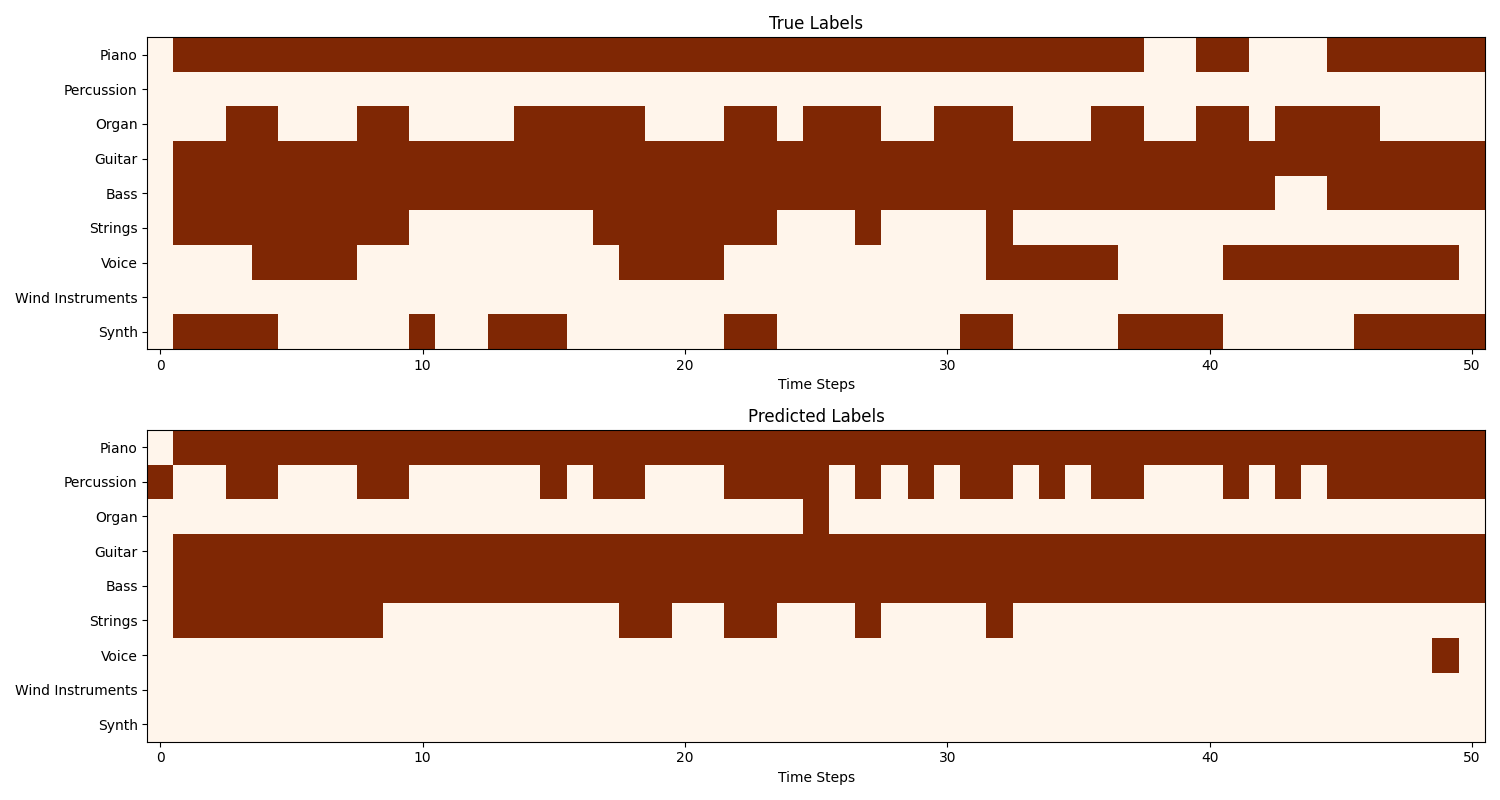 True Labels
Piano
Percussion
Organ
Guitar
Bass
Strings
Voice
Wind Instruments
Synth
0 10 20 30 40 50
Time Steps
Predicted Labels
Piano
Percussion
Organ
Guitar
Bass
Strings
Voice
Wind Instruments
Synth
0 10 20 30 40 50
Time Steps